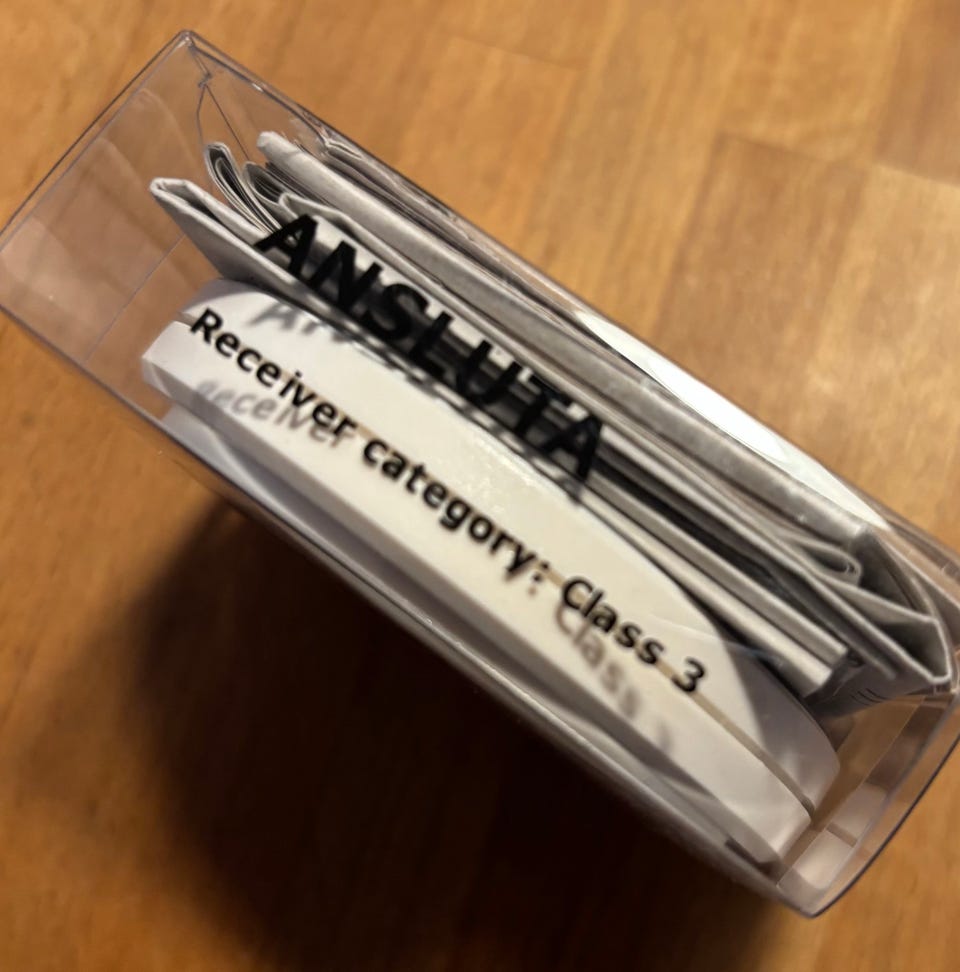 ANSLUTA
Receiver category: Class 3